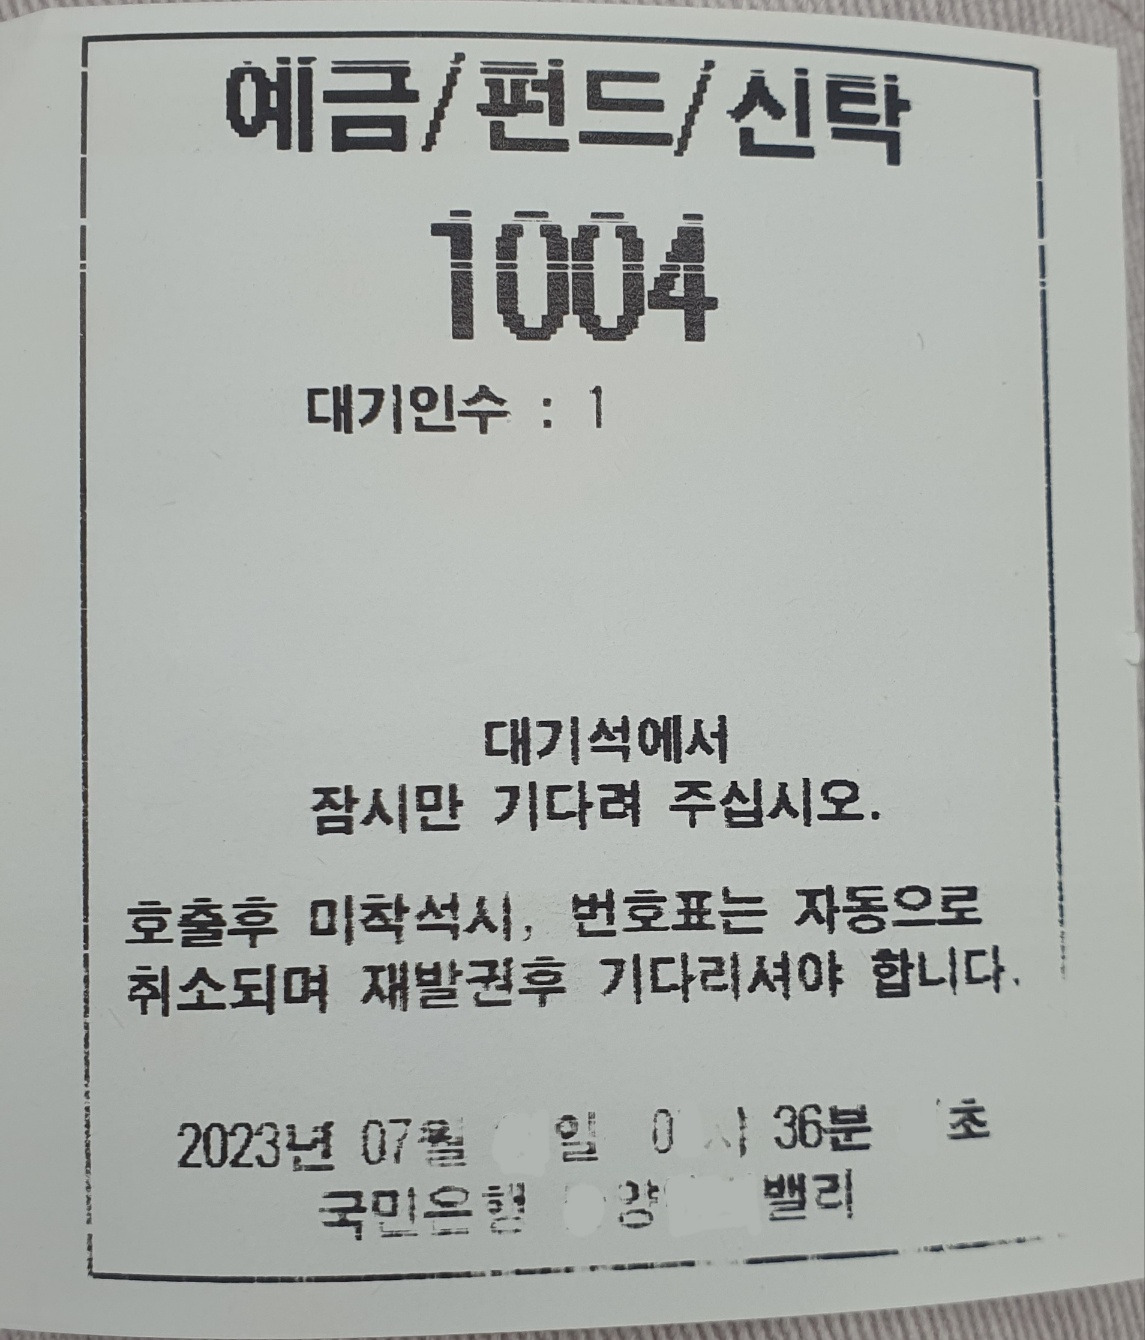 예금/펀드/신탁
1004
대기인수 : 1
대기석에서
잠시만 기다려 주십시오.
호출후 미착석시, 번호표는 자동으로
취소되며 재발권후 기다리셔야 합니다.
2023년 07월 일 36분 초
국민은행 밸리